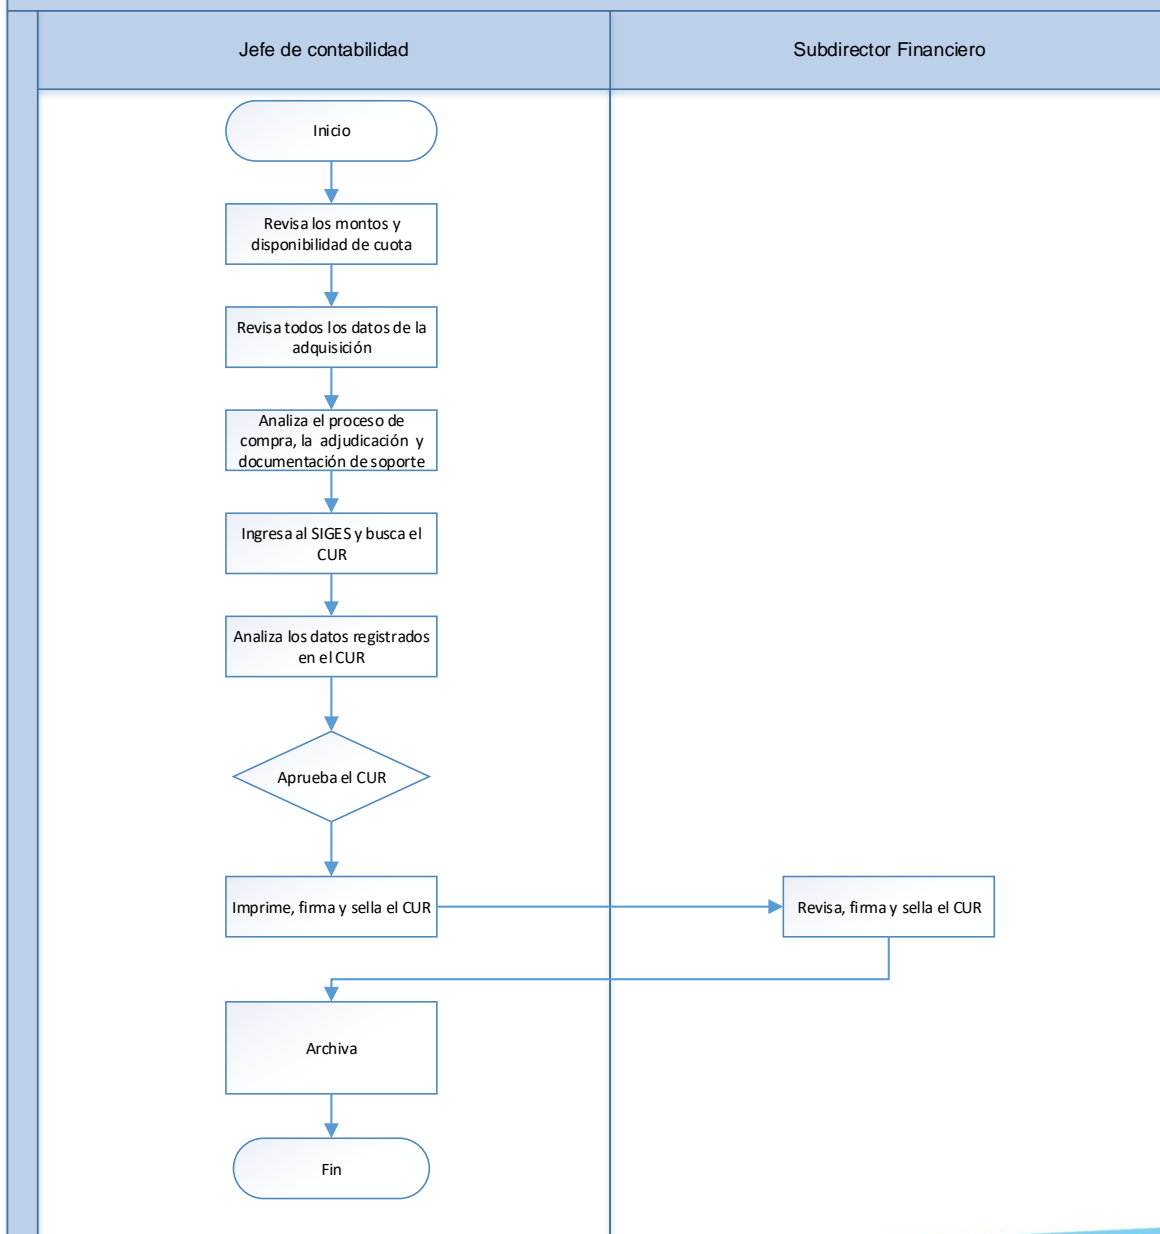 Jefe de contabilidad
Subdirector Financiero
Inicio
Revisa los montos y
disponibilidad de cuota
Revisa todos los datos de la
adquisición
Analiza el proceso de
compra, la adjudicación y
documentación de soporte
Ingresa al SIGES y busca el
CUR
Analiza los datos registrados
en el CUR
Aprueba el CUR
Imprime, firma y sella el CUR
Revisa, firma y sella el CUR
Archiva
Fin